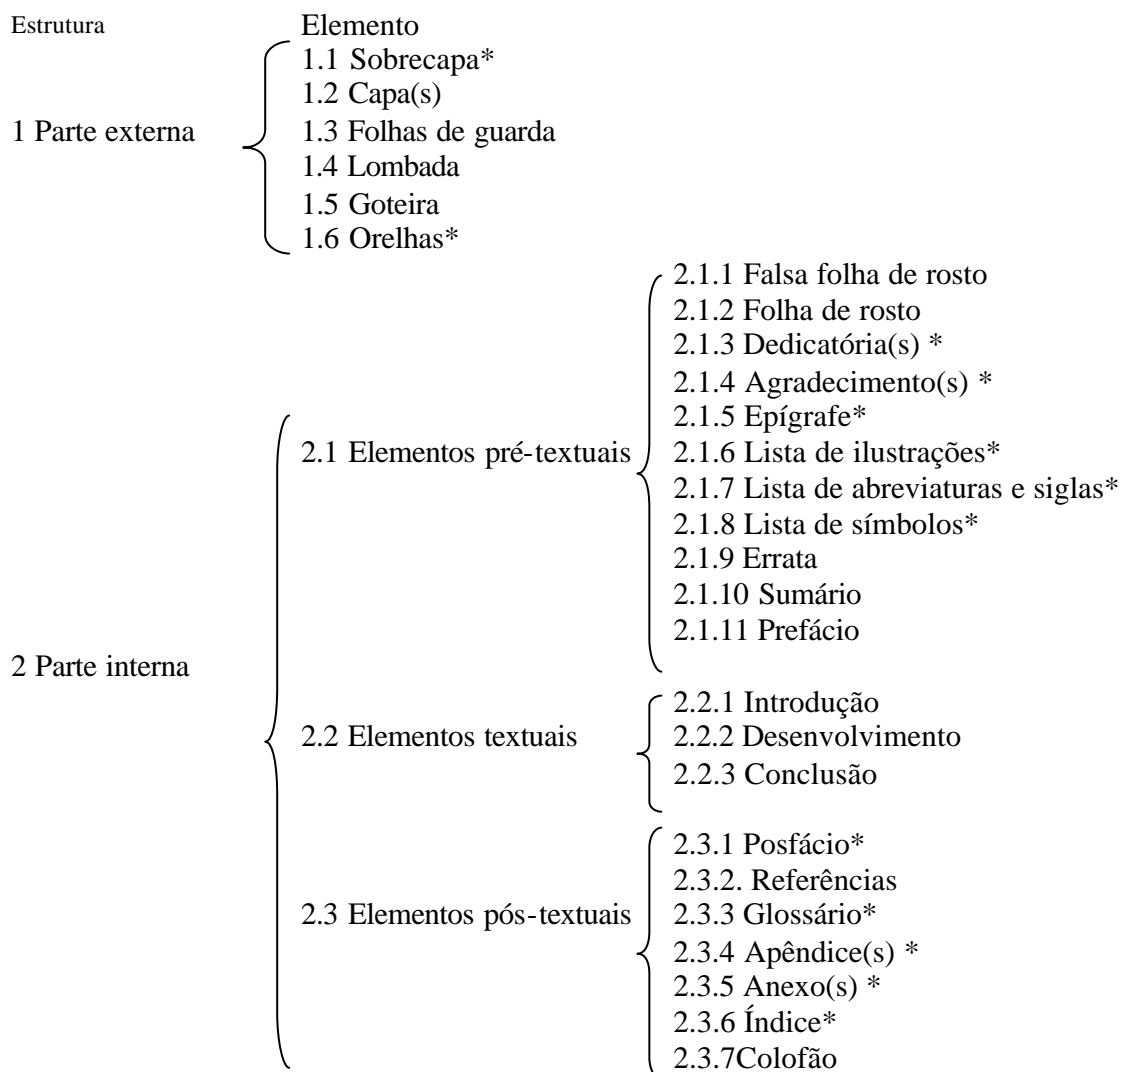 Estrutura Elemento
1.1 Sobrecapa*
1.2 Capa(s)
1 Parte externa 1.3 Folhas de guarda
1.4 Lombada
1.5 Goteira
1.6 Orelhas*
2.1.1 Falsa folha de rosto
2.1.2 Folha de rosto
2.1.3 Dedicatória(s) *
2.1.4 Agradecimento(s) *
2.1.5 Epígrafe*
2.1 Elementos pré-textuais 2.1.6 Lista de ilustrações*
2.1.7 Lista de abreviaturas e siglas*
2.1.8 Lista de símbolos*
2.1.9 Errata
2.1.10 Sumário
2.1.11 Prefácio
2 Parte interna
2.2.1 Introdução
2.2 Elementos textuais 2.2.2 Desenvolvimento
2.2.3 Conclusão
2.3.1 Posfácio*
2.3.2. Referências
2.3 Elementos pós-textuais 2.3.3 Glossário*
2.3.4 Apêndice(s) *
2.3.5 Anexo(s) *
2.3.6 Índice*
2.3.7Colofão